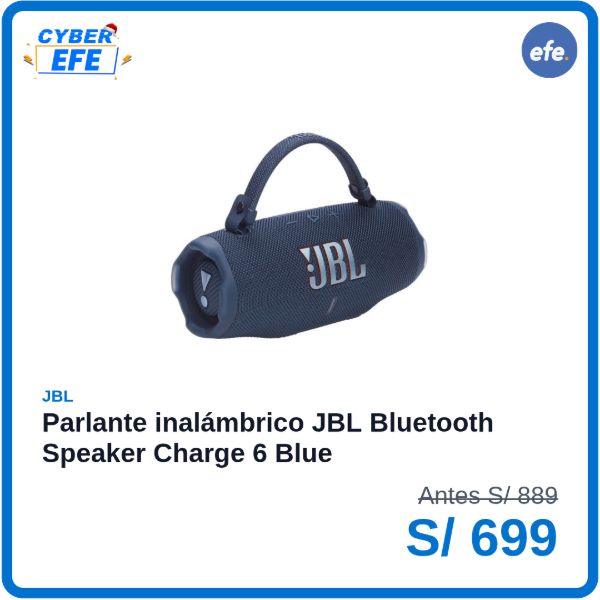 CYBER
EFE
efe.
JBL
JBL
Parlante inalámbrico JBL Bluetooth
Speaker Charge 6 Blue
Antes S/ 889
S/ 699